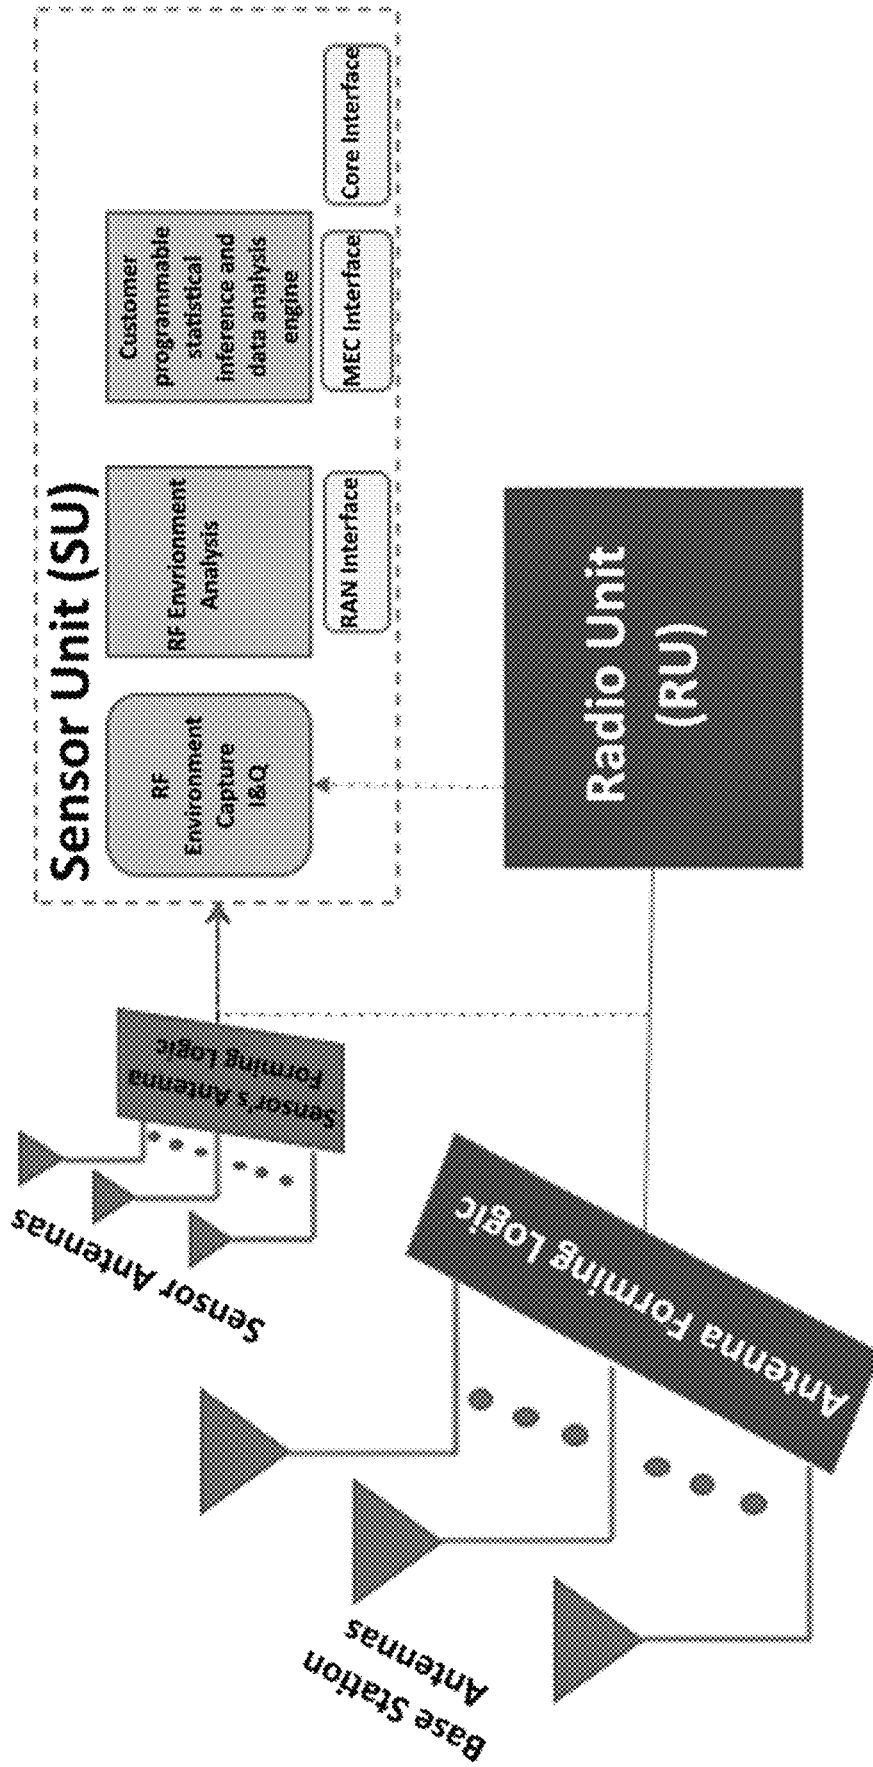 Sensor Unit (SU)
RF
Environment
Capture
I&Q
RF Envrionment
Analysis
Customer
programmable
statistical
inference and
data analysis
engine
RAN Interface
MEC Interface
Core Interface
Sensor Antennas
Sensor's Antenna
Forming Logic
Base Station
Antennas
Antenna Forming Logic
Radio Unit
(RU)